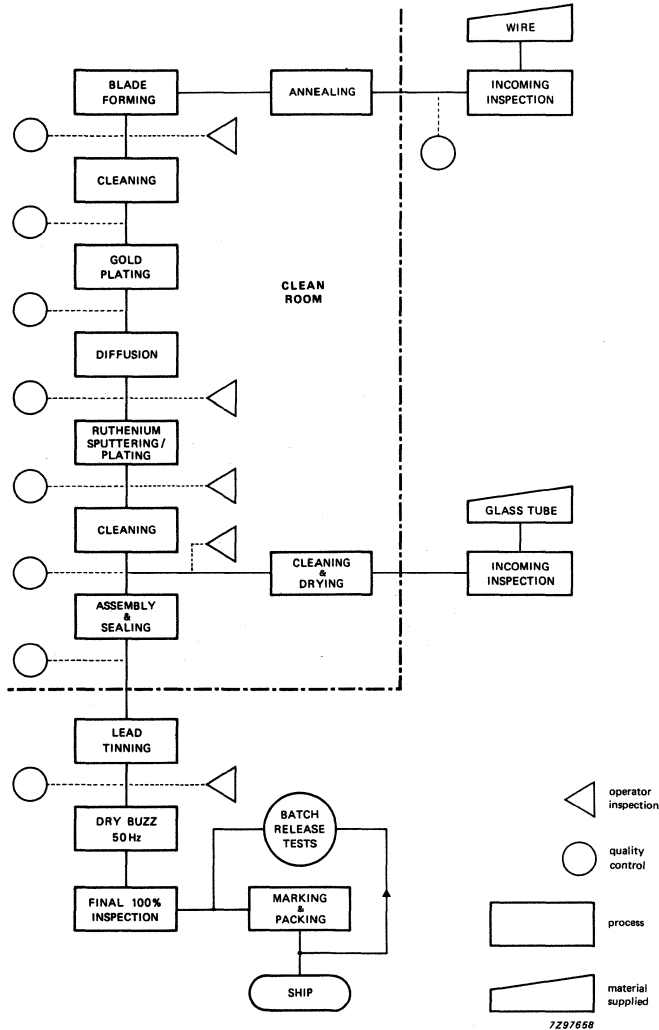 WIRE
BLADE
FORMING
ANNEALING
INCOMING
INSPECTION
CLEANING
GOLD
PLATING
CLEAN
ROOM
DIFFUSION
RUTHENIUM
SPUTTERING/
PLATING
GLASS TUBE
CLEANING
CLEANING
&
DRYING
INCOMING
INSPECTION
ASSEMBLY
&
SEALING
LEAD
TINNING
operator
inspection
DRY BUZZ
50 Hz
BATCH
RELEASE
TESTS
quality
control
FINAL 100%
INSPECTION
MARKING
&
PACKING
process
SHIP
material
supplied
7Z97658